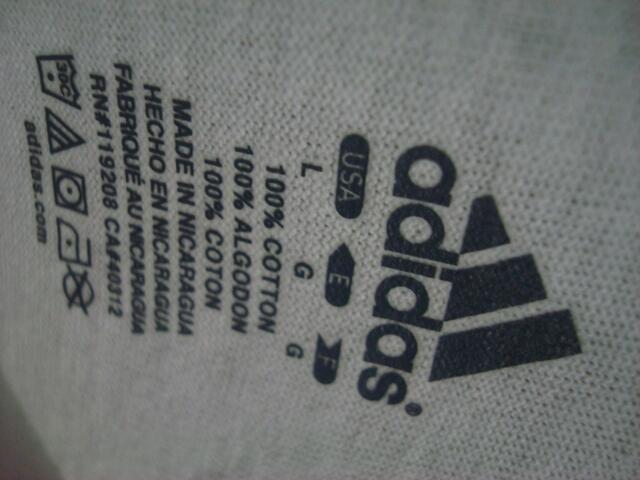 adidas®
USA E F
L G G
100% COTTON
100% ALGODON
100% COTON
MADE IN NICARAGUA
HECHO EN NICARAGUA
FABRIQUÉ AU NICARAGUA
RN#119208 CA#40312
30C
adidas.com